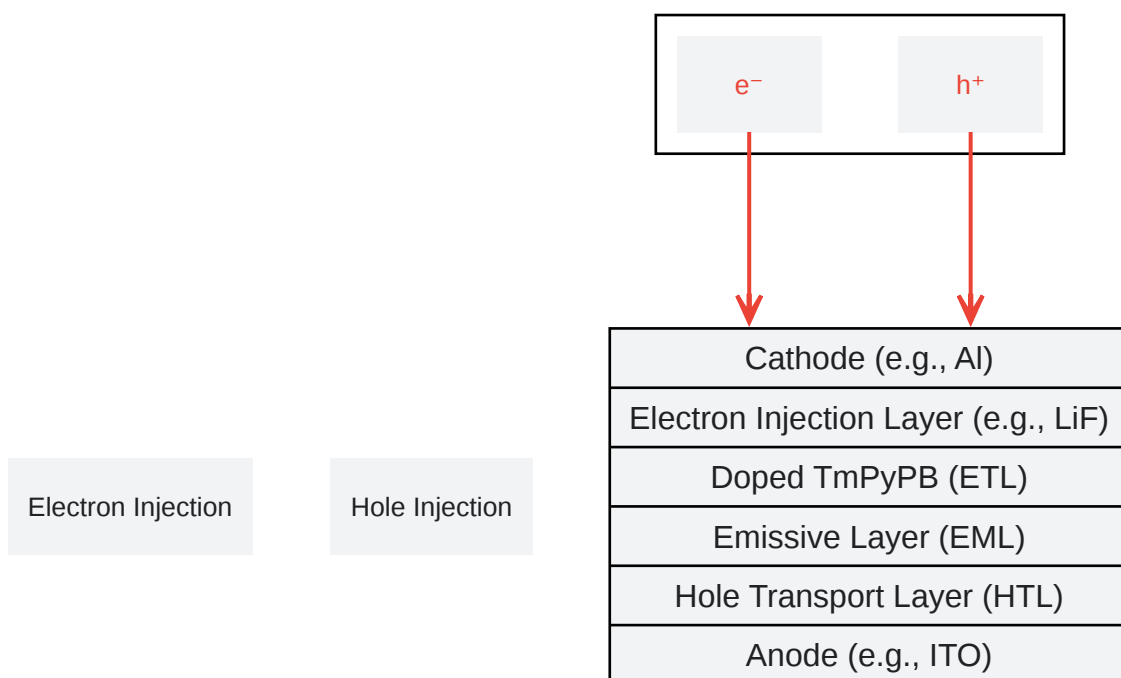 e⁻
h⁺
Cathode (e.g., Al)
Electron Injection Layer (e.g., LiF)
Doped TmPyPB (ETL)
Emissive Layer (EML)
Hole Transport Layer (HTL)
Anode (e.g., ITO)
Electron Injection
Hole Injection